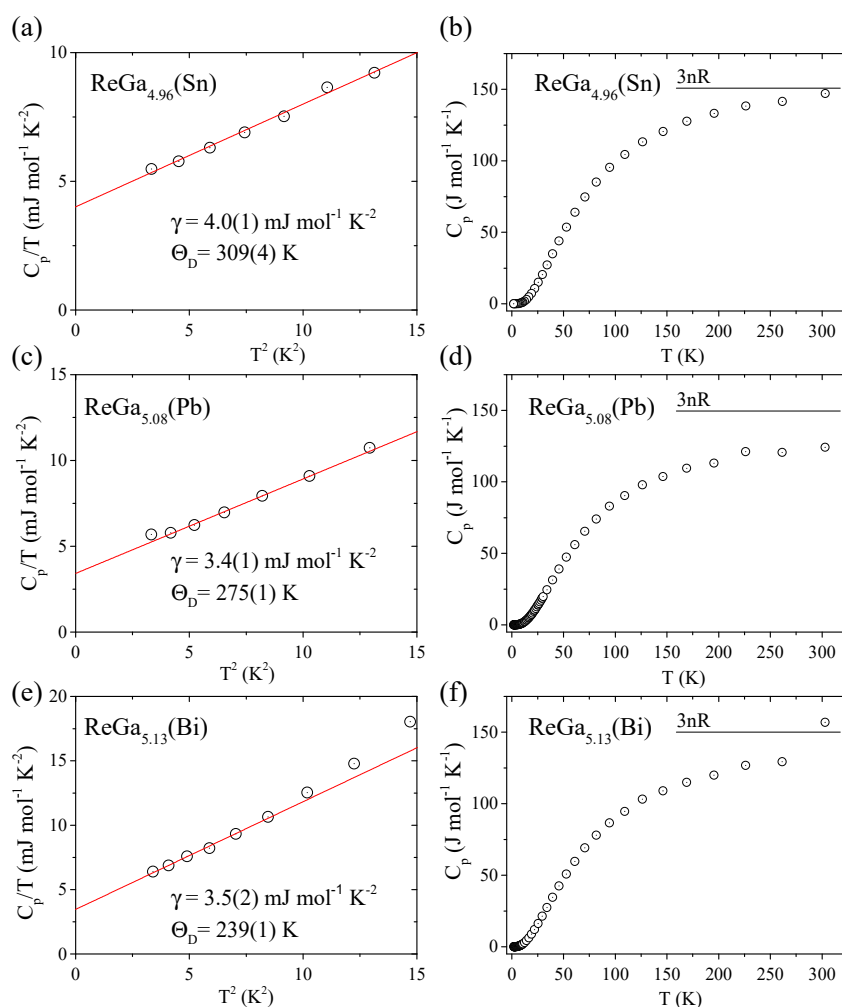 (a)
10
5
0
0
5
10
15
C_p/T (mJ mol⁻¹ K⁻²)
T² (K²)
ReGa₄.₉₆(Sn)
γ = 4.0(1) mJ mol⁻¹ K⁻²
Θ_D = 309(4) K
(b)
150
100
50
0
0
50
100
150
200
250
300
C_p (J mol⁻¹ K⁻¹)
T (K)
ReGa₄.₉₆(Sn)
3nR
(c)
15
10
5
0
0
5
10
15
C_p/T (mJ mol⁻¹ K⁻²)
T² (K²)
ReGa₅.₀₈(Pb)
γ = 3.4(1) mJ mol⁻¹ K⁻²
Θ_D = 275(1) K
(d)
150
100
50
0
0
50
100
150
200
250
300
C_p (J mol⁻¹ K⁻¹)
T (K)
ReGa₅.₀₈(Pb)
3nR
(e)
20
15
10
5
0
0
5
10
15
C_p/T (mJ mol⁻¹ K⁻²)
T² (K²)
ReGa₅.₁₃(Bi)
γ = 3.5(2) mJ mol⁻¹ K⁻²
Θ_D = 239(1) K
(f)
150
100
50
0
0
50
100
150
200
250
300
C_p (J mol⁻¹ K⁻¹)
T (K)
ReGa₅.₁₃(Bi)
3nR